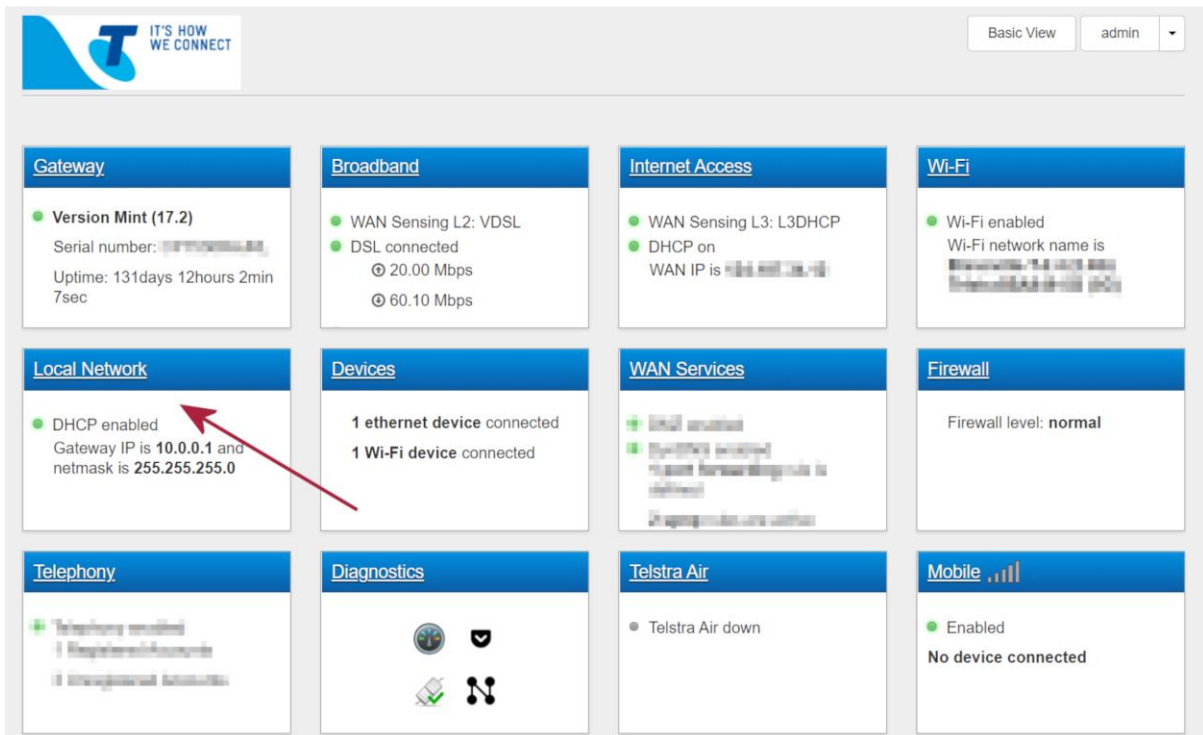 IT'S HOW
WE CONNECT
Basic View
admin
Gateway
Version Mint (17.2)
Serial number:
Uptime: 131days 12hours 2min
7sec
Broadband
WAN Sensing L2: VDSL
DSL connected
20.00 Mbps
60.10 Mbps
Internet Access
WAN Sensing L3: L3DHCP
DHCP on
WAN IP is
Wi-Fi
Wi-Fi enabled
Wi-Fi network name is
Local Network
DHCP enabled
Gateway IP is 10.0.0.1 and
netmask is 255.255.255.0
Devices
1 ethernet device connected
1 Wi-Fi device connected
WAN Services
Firewall
Firewall level: normal
Telephony
Diagnostics
Telstra Air
Telstra Air down
Mobile
Enabled
No device connected